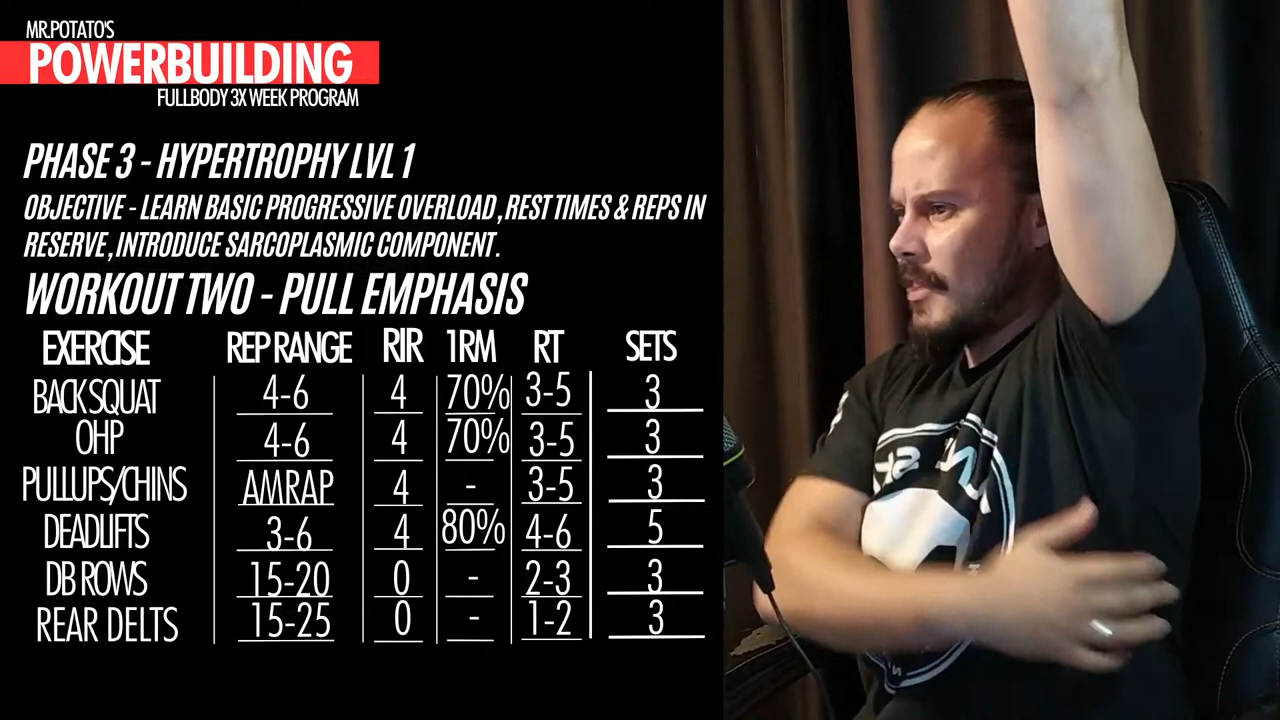 MR.POTATO'S
POWERBUILDING
FULLBODY 3X WEEK PROGRAM
PHASE 3 - HYPERTROPHY LVL 1
OBJECTIVE - LEARN BASIC PROGRESSIVE OVERLOAD, REST TIMES & REPS IN
RESERVE, INTRODUCE SARCOPLASMIC COMPONENT.
WORKOUT TWO - PULL EMPHASIS
EXERCISE REP RANGE RIR 1RM RT SETS
BACK SQUAT 4-6 4 70% 3-5 3
OHP 4-6 4 70% 3-5 3
PULLUPS/CHINS AMRAP 4 - 3-5 3
DEADLIFTS 3-6 4 80% 4-6 5
DB ROWS 15-20 0 - 2-3 3
REAR DELTS 15-25 0 - 1-2 3